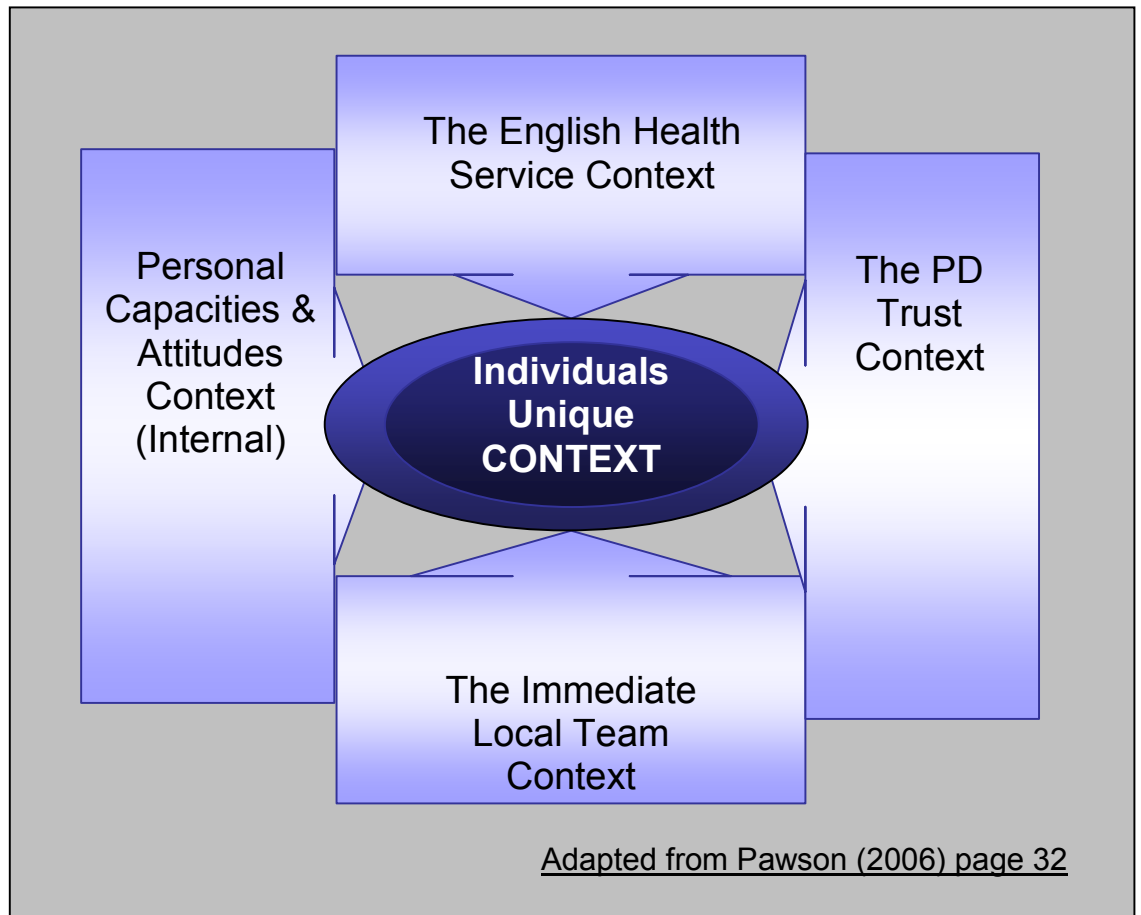 The English Health
Service Context
Personal
Capacities &
Attitudes
Context
(Internal)
The PD
Trust
Context
Individuals
Unique
CONTEXT
The Immediate
Local Team
Context
Adapted from Pawson (2006) page 32